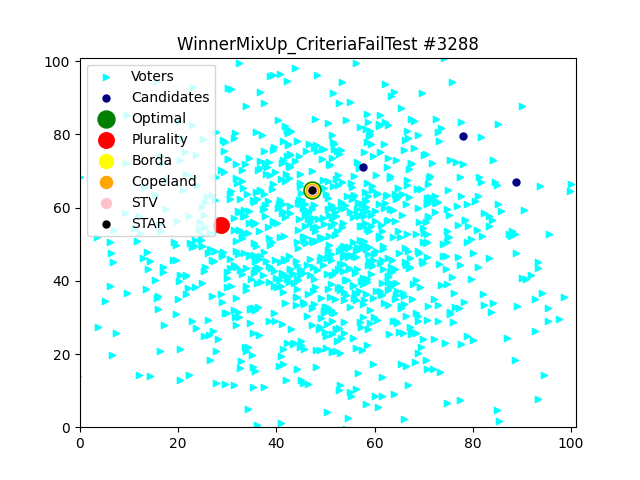 WinnerMixUp_CriteriaFailTest #3288
100
80
60
40
20
0
Voters
Candidates
Optimal
Plurality
Borda
Copeland
STV
STAR
0
20
40
60
80
100